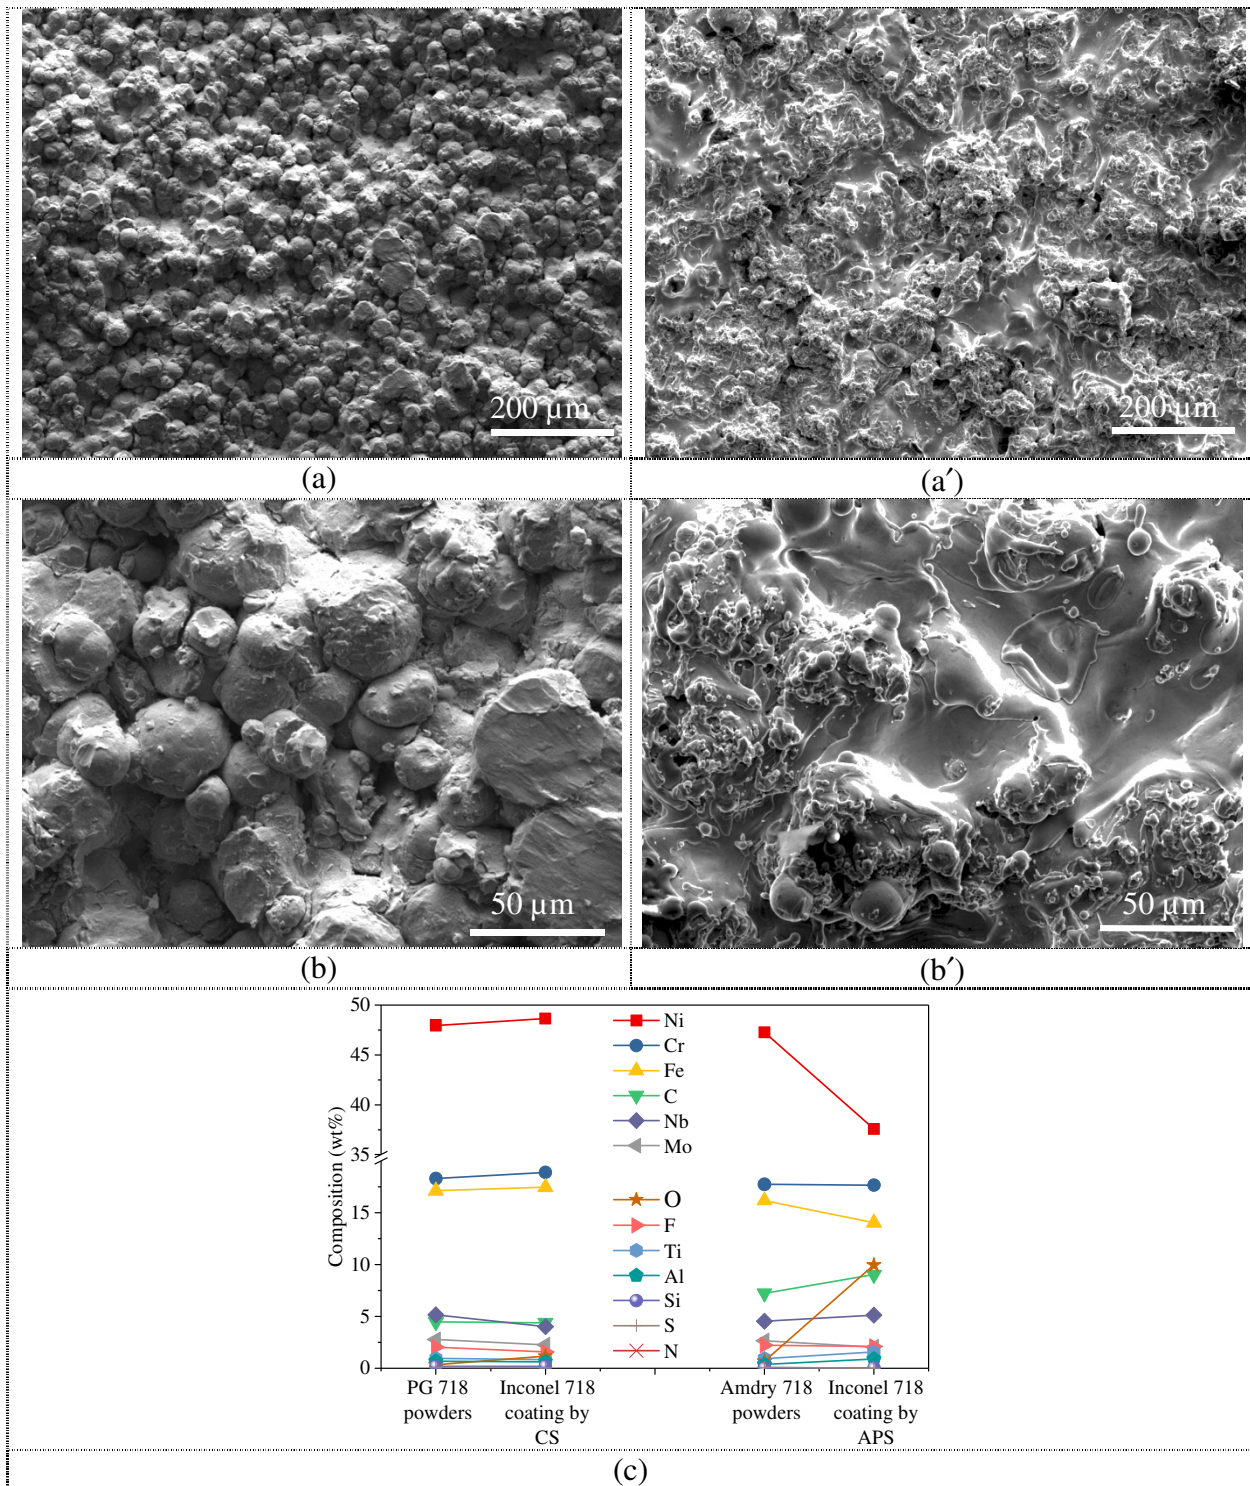 200 µm
200 µm
(a)
(a′)
50 µm
50 µm
(b)
(b′)
50
45
40
35
15
10
5
0
Composition (wt%)
Ni
Cr
Fe
C
Nb
Mo
O
F
Ti
Al
Si
S
N
PG 718
powders
Inconel 718
coating by
CS
Amdry 718
powders
Inconel 718
coating by
APS
(c)